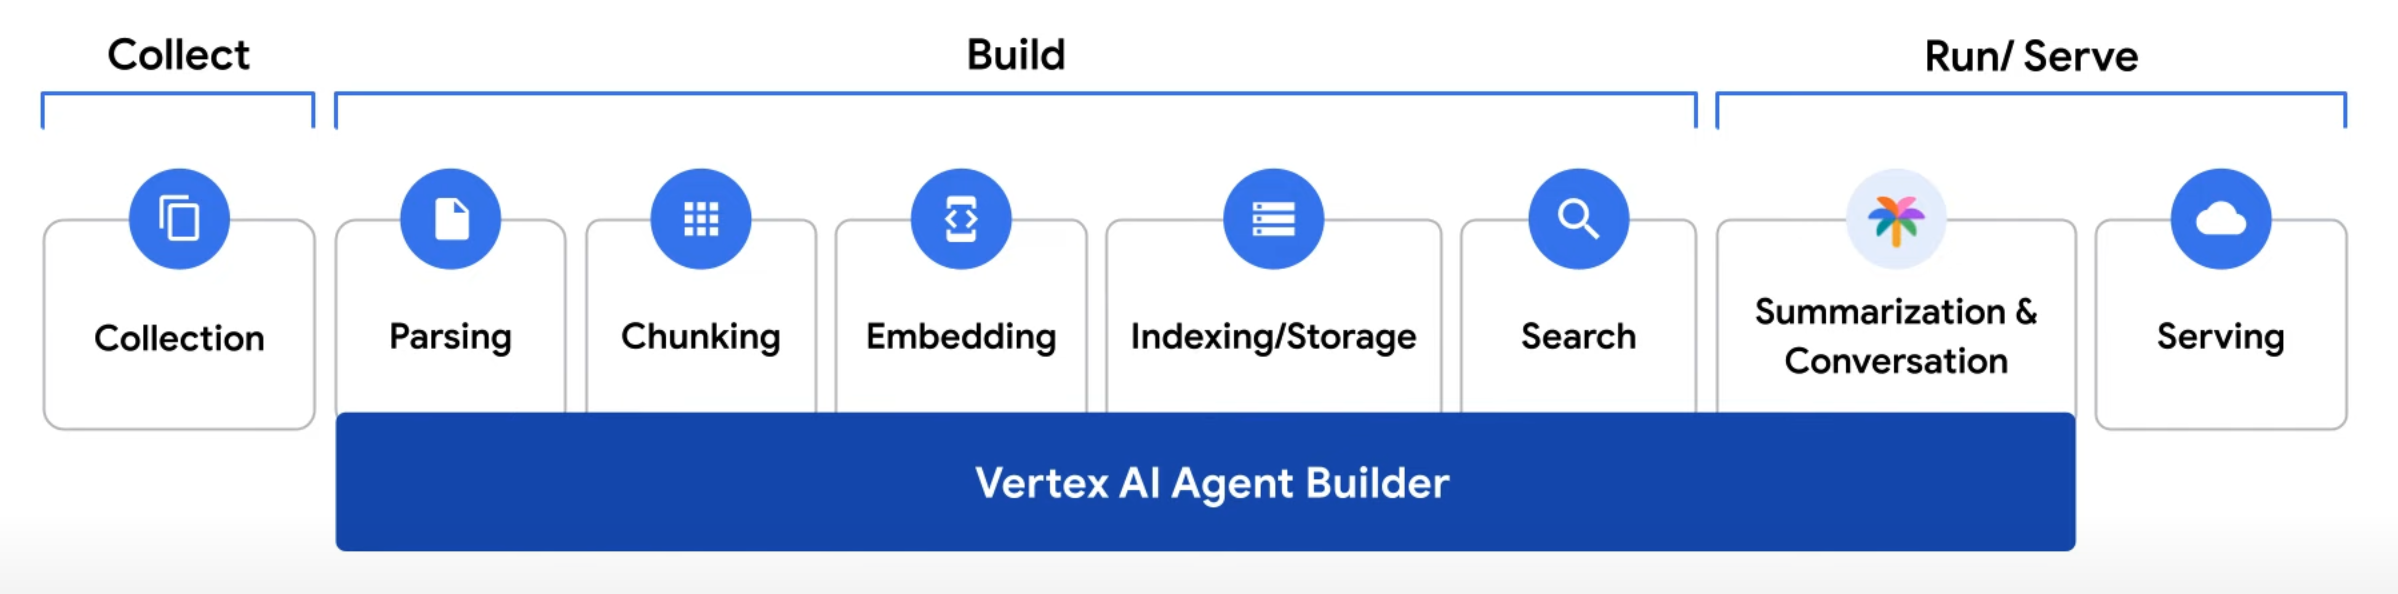 Collect
Build
Run/ Serve
Collection
Parsing
Chunking
Embedding
Indexing/Storage
Search
Summarization &
Conversation
Serving
Vertex AI Agent Builder